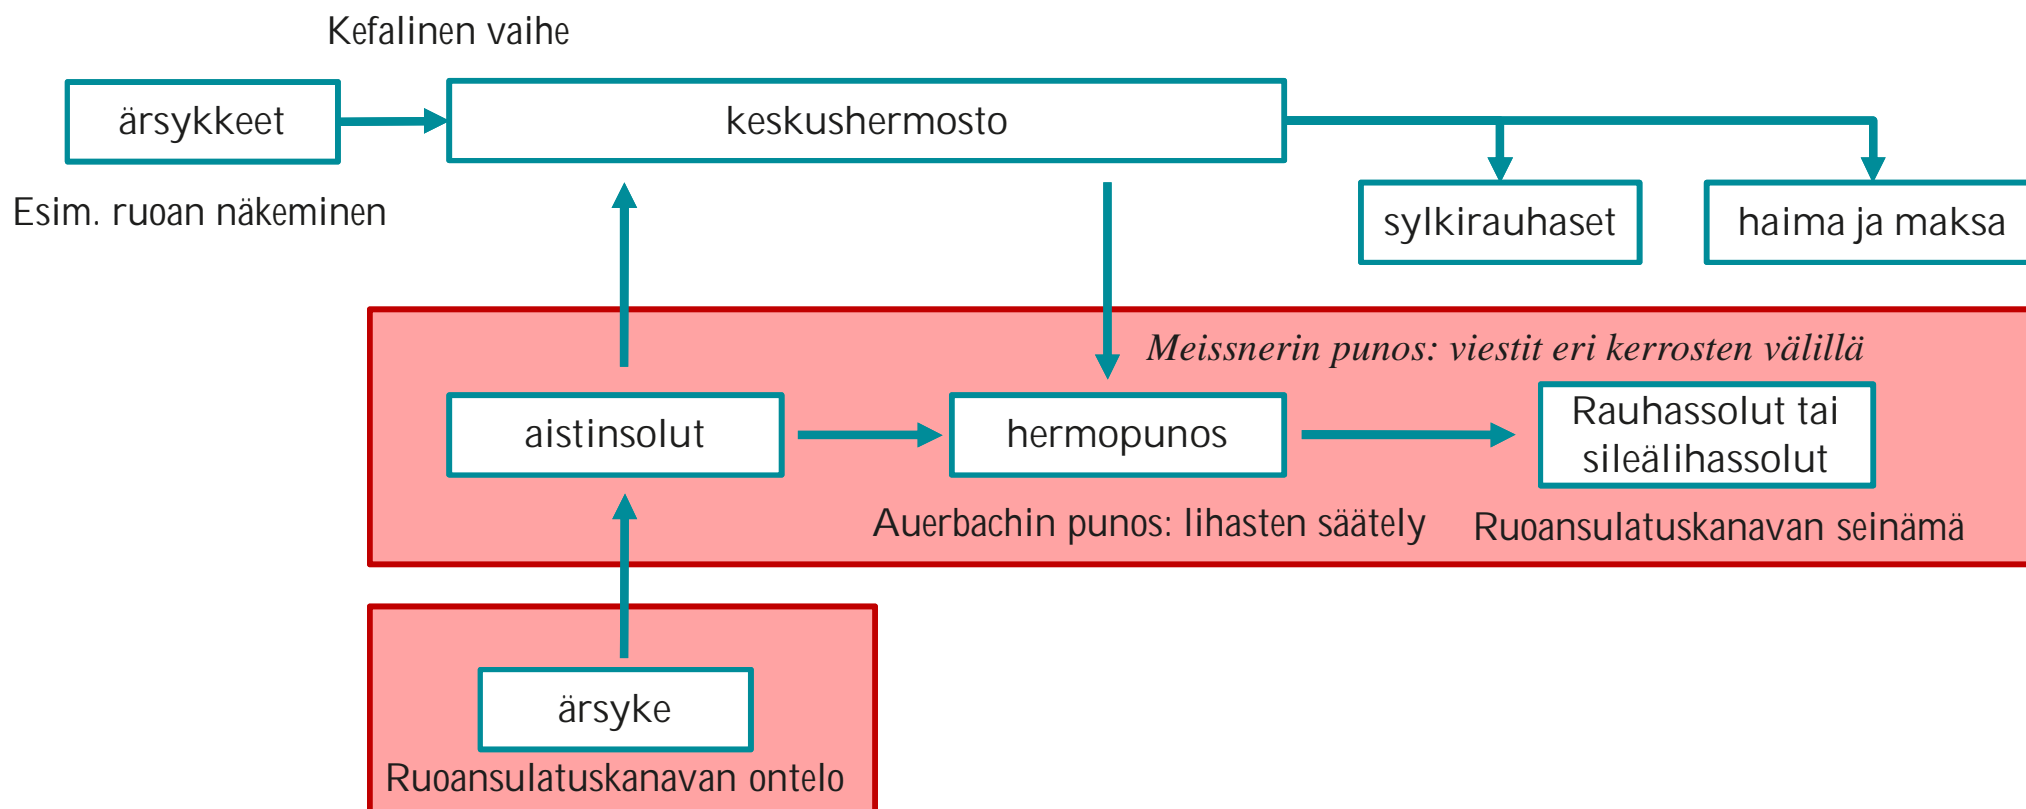 Kefalinen vaihe
ärsykkeet
keskushermosto
Esim. ruoan näkeminen
sylkirauhaset
haima ja maksa
Meissnerin punos: viestit eri kerrosten välillä
aistinsolut
hermopunos
Rauhassolut tai
sileälihassolut
Auerbachin punos: lihasten säätely
Ruoansulatuskanavan seinämä
ärsyke
Ruoansulatuskanavan ontelo